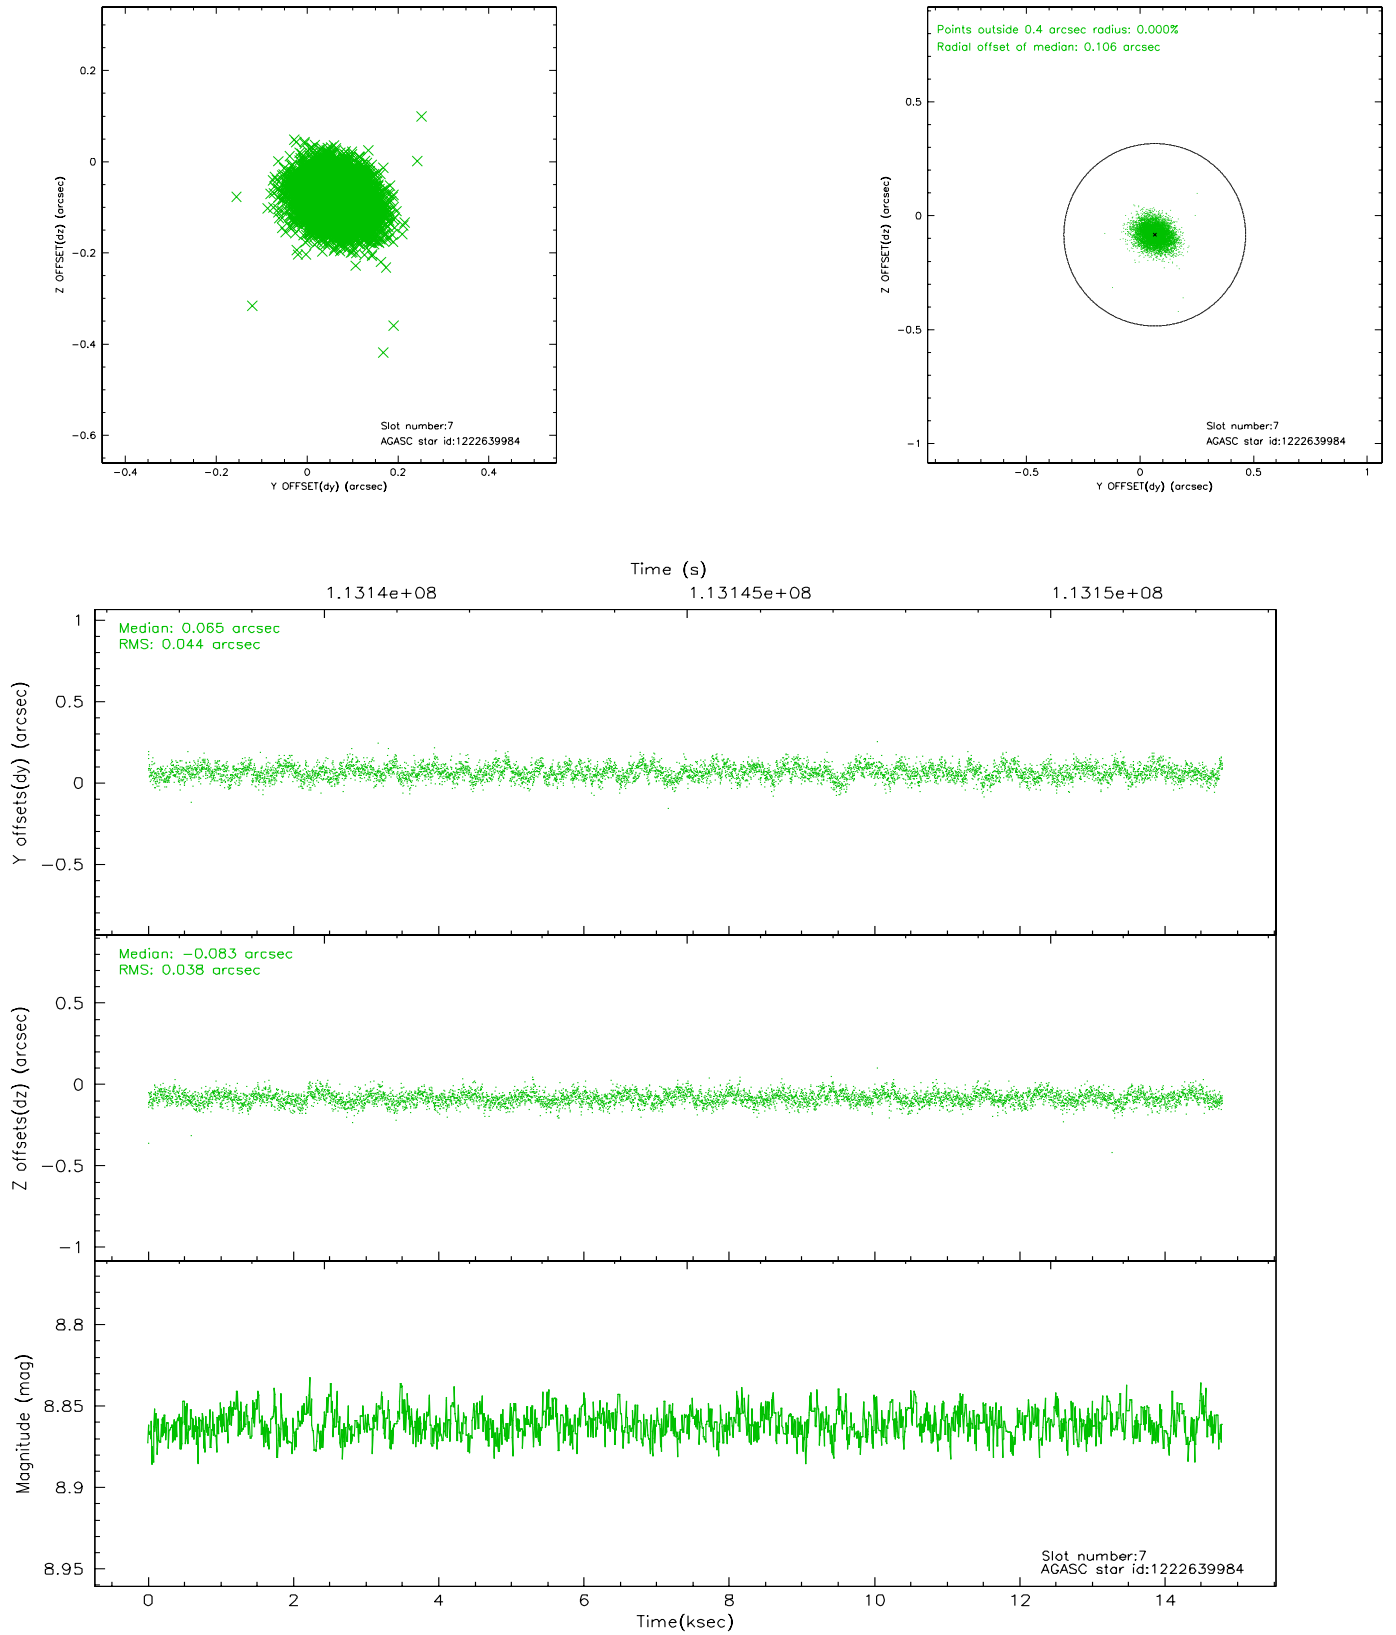 0.2
0
−0.2
−0.4
−0.6
Z OFFSET(dz) (arcsec)
Slot number:7
AGASC star id:1222639984
−0.4 −0.2 0 0.2 0.4
Y OFFSET(dy) (arcsec)
Points outside 0.4 arcsec radius: 0.000%
Radial offset of median: 0.106 arcsec
0.5
0
−0.5
−1
Z OFFSET(dz) (arcsec)
Slot number:7
AGASC star id:1222639984
−0.5 0 0.5 1
Y OFFSET(dy) (arcsec)
Time (s)
1.1314e+08 1.13145e+08 1.1315e+08
Median: 0.065 arcsec
RMS: 0.044 arcsec
1
0.5
0
−0.5
Y offsets(dy) (arcsec)
Median: −0.083 arcsec
RMS: 0.038 arcsec
0.5
0
−0.5
−1
Z offsets(dz) (arcsec)
8.8
8.85
8.9
8.95
Magnitude (mag)
Slot number:7
AGASC star id:1222639984
0 2 4 6 8 10 12 14
Time(ksec)